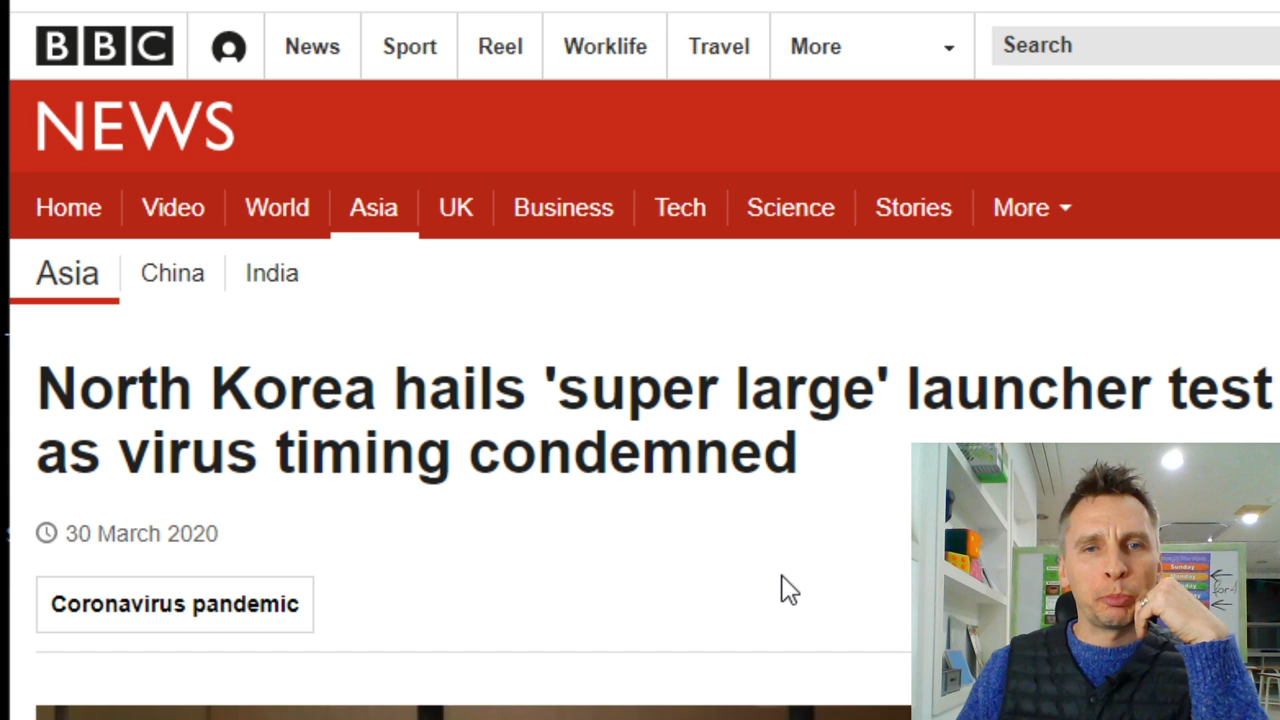 BBC News Sport Reel Worklife Travel More Search
NEWS
Home Video World Asia UK Business Tech Science Stories More
Asia China India
North Korea hails 'super large' launcher test
as virus timing condemned
30 March 2020
Coronavirus pandemic
Sunday
Monday